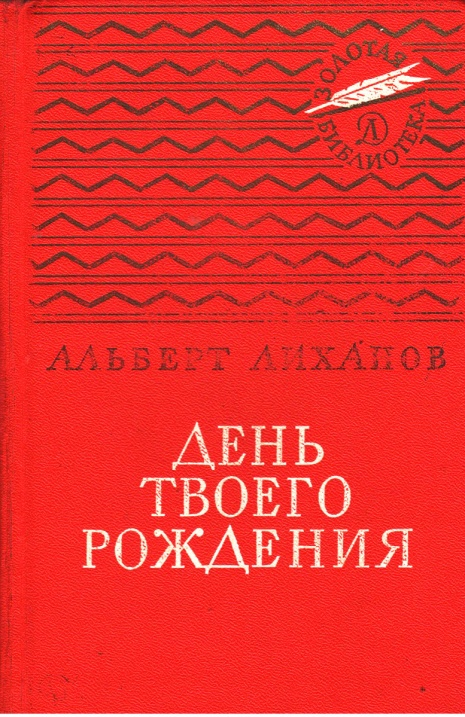 ЗОЛОТАЯ
БИБЛИОТЕКА
Д
АЛЬБЕРТ ЛИХАНОВ
ДЕНЬ
ТВОЕГО
РОЖДЕНИЯ